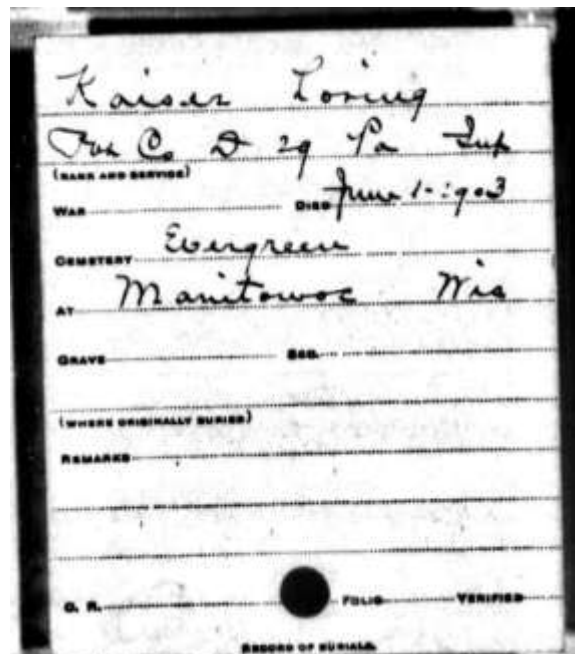 Kaiser Loring
Pvt Co D 29 Pa Inf
(RANK AND SERVICE)
WAR DIED June 1-1903
CEMETERY Evergreen
AT Manitowoc Wis
GRAVE SEC.
(WHERE ORIGINALLY BURIED)
REMARKS
O. R. FOLIO VERIFIED
RECORD OF BURIALS.